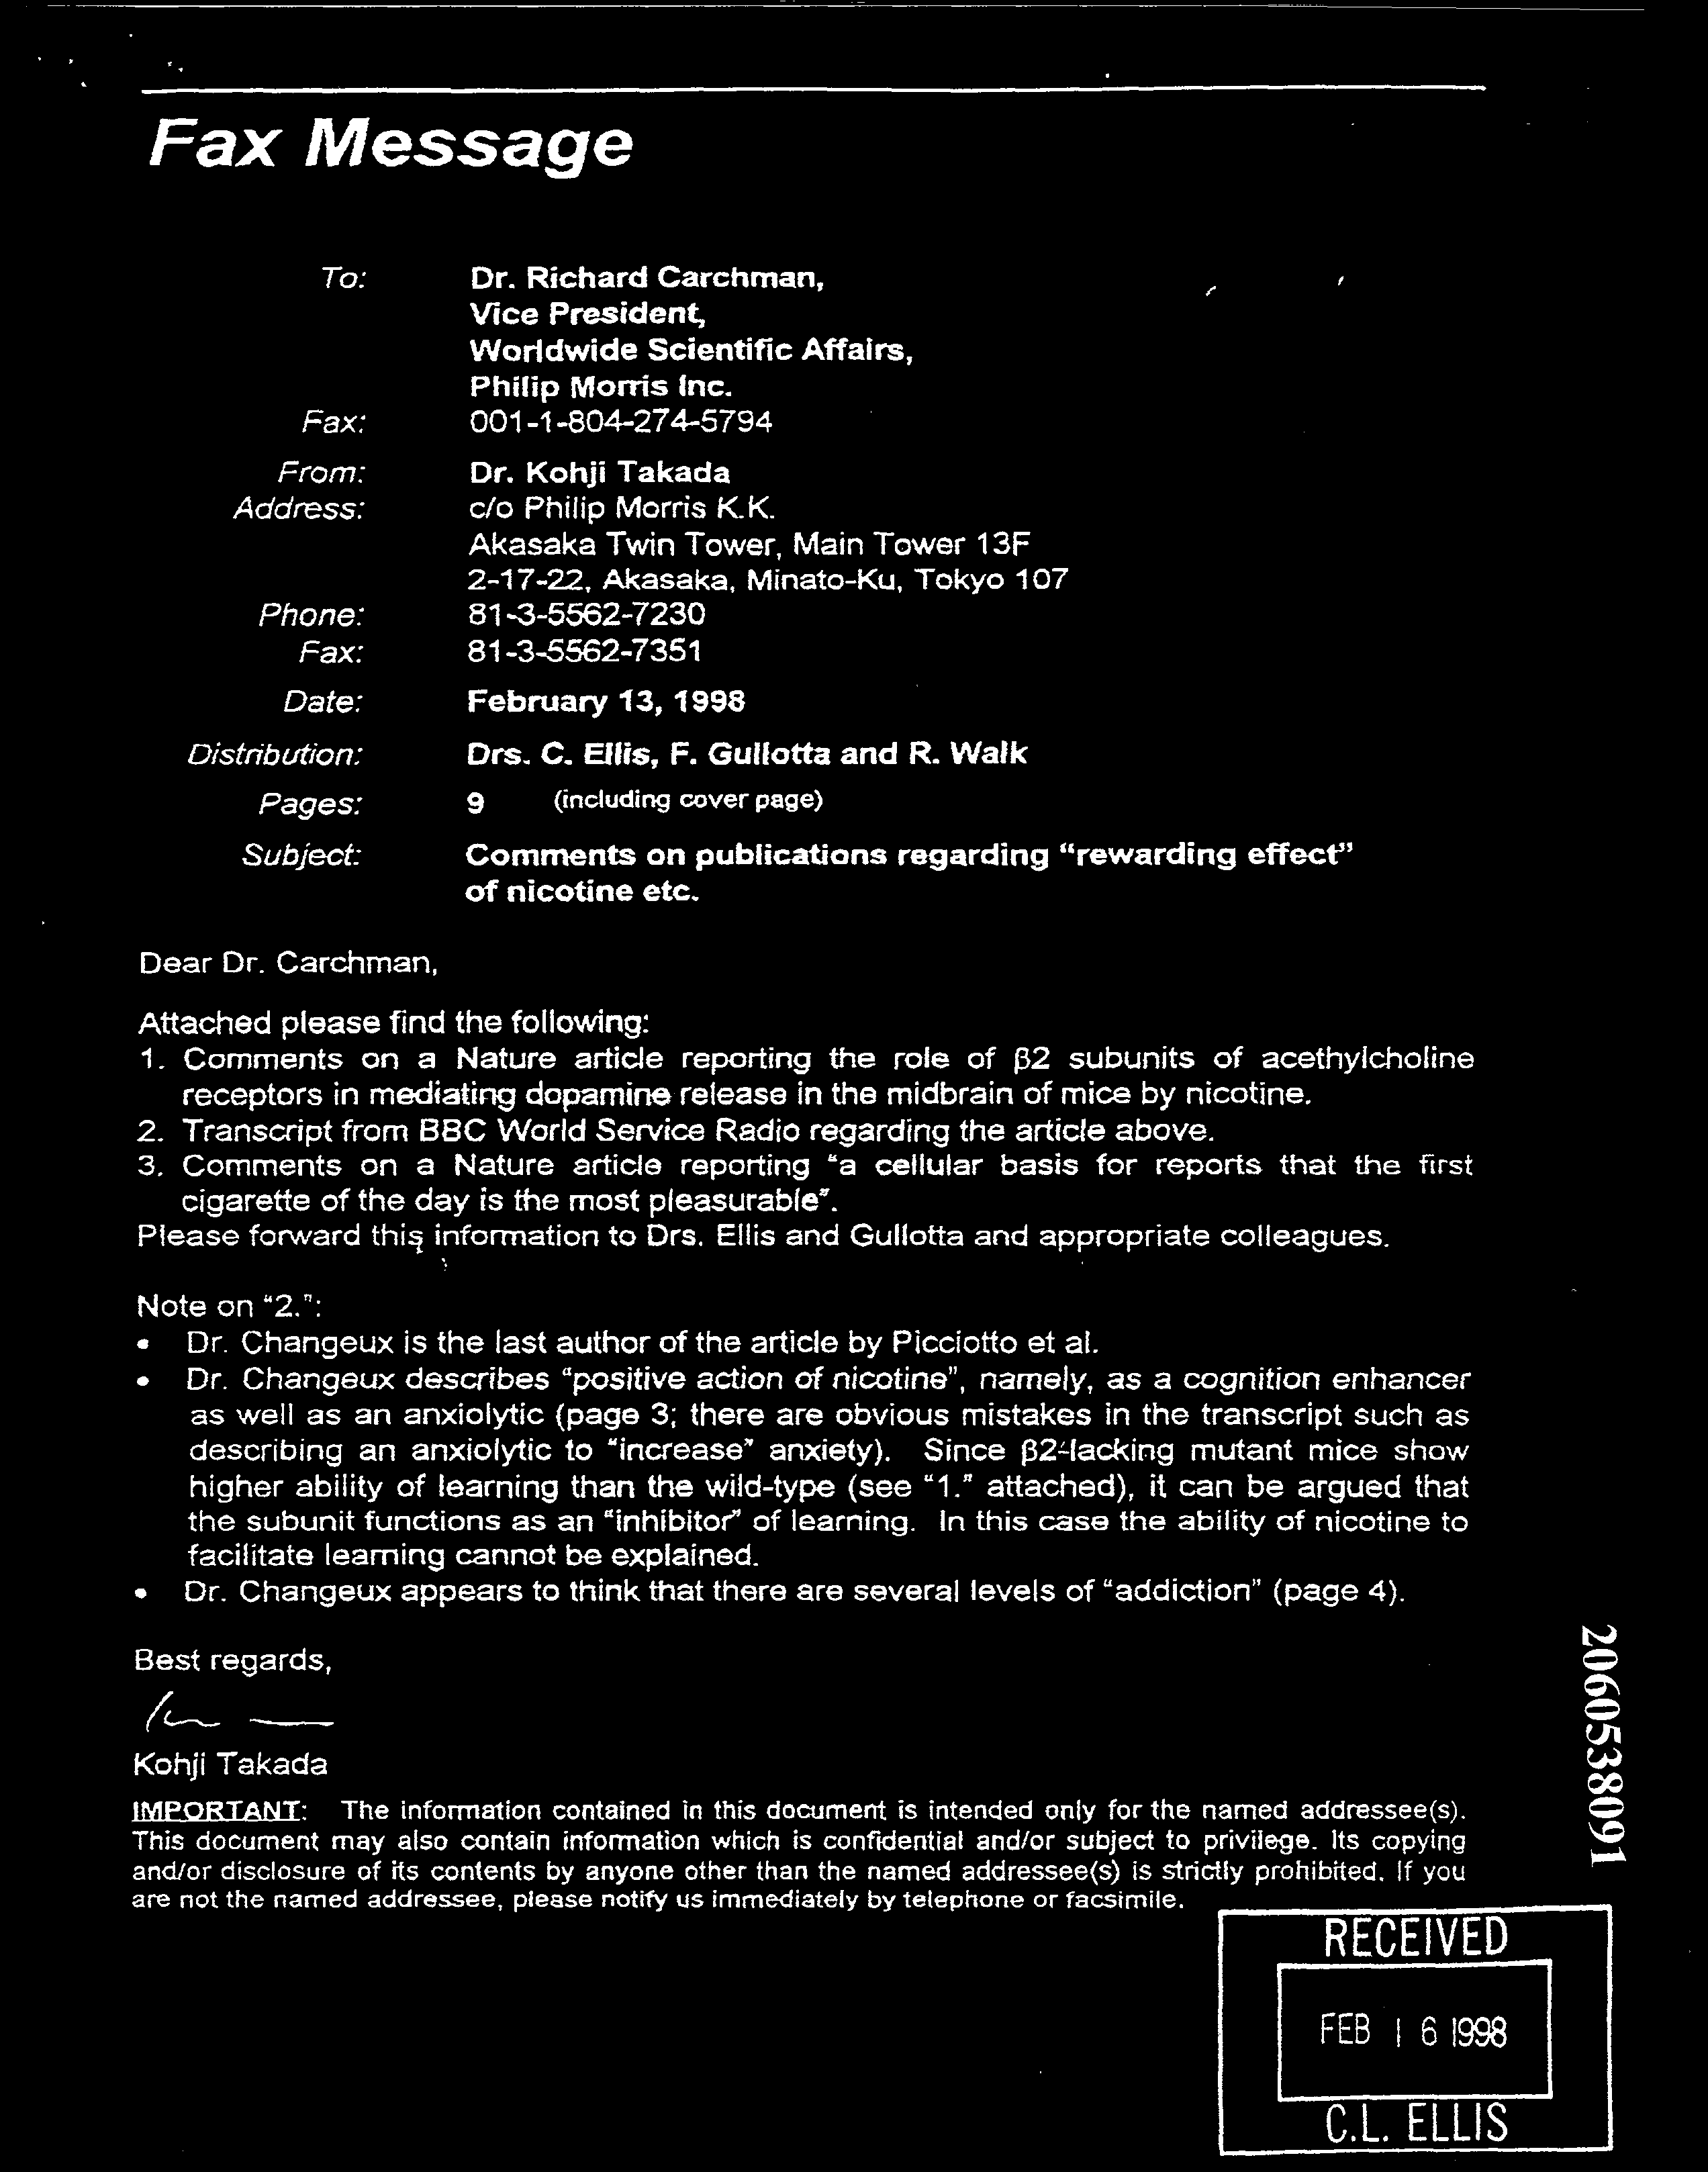 Fax Message
To: Dr. Richard Carchman,
Vice President,
Worldwide Scientific Affairs,
Philip Morris Inc.
Fax: 001-1-804-274-5794
From: Dr. Kohji Takada
Address: c/o Philip Morris K.K.
Akasaka Twin Tower, Main Tower 13F
2-17-22, Akasaka, Minato-Ku, Tokyo 107
Phone: 81-3-5562-7230
Fax: 81-3-5562-7351
Date: February 13, 1998
Distribution: Drs. C. Ellis, F. Gullotta and R. Walk
Pages: 9 (including cover page)
Subject: Comments on publications regarding “rewarding effect”
of nicotine etc.
Dear Dr. Carchman,
Attached please find the following:
1. Comments on a Nature article reporting the role of β2 subunits of acethylcholine
receptors in mediating dopamine release in the midbrain of mice by nicotine.
2. Transcript from BBC World Service Radio regarding the article above.
3. Comments on a Nature article reporting “a cellular basis for reports that the first
cigarette of the day is the most pleasurable”.
Please forward this information to Drs. Ellis and Gullotta and appropriate colleagues.
Note on “2.”:
• Dr. Changeux is the last author of the article by Picciotto et al.
• Dr. Changeux describes “positive action of nicotine”, namely, as a cognition enhancer
as well as an anxiolytic (page 3; there are obvious mistakes in the transcript such as
describing an anxiolytic to “increase” anxiety). Since β2-lacking mutant mice show
higher ability of learning than the wild-type (see “1.” attached), it can be argued that
the subunit functions as an “inhibitor” of learning. In this case the ability of nicotine to
facilitate learning cannot be explained.
• Dr. Changeux appears to think that there are several levels of “addiction” (page 4).
Best regards,
Kohji Takada
IMPORTANT: The information contained in this document is intended only for the named addressee(s).
This document may also contain information which is confidential and/or subject to privilege. Its copying
and/or disclosure of its contents by anyone other than the named addressee(s) is strictly prohibited. If you
are not the named addressee, please notify us immediately by telephone or facsimile.
2060538091
RECEIVED
FEB 16 1998
C.L. ELLIS